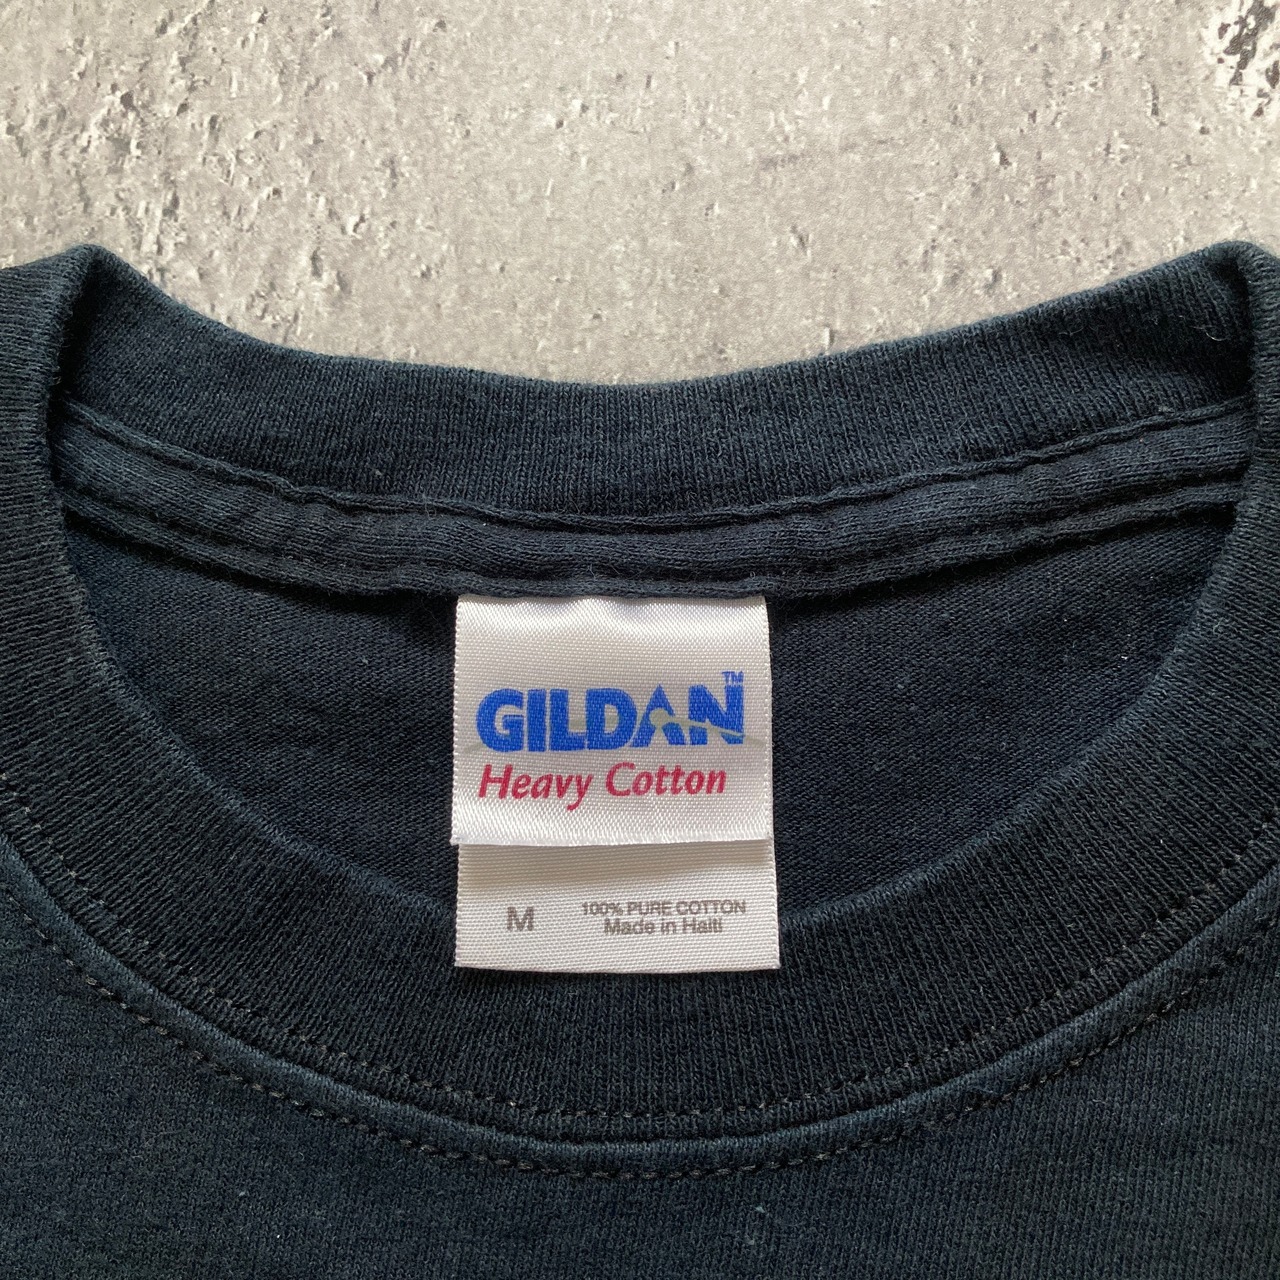 GILDAN™
Heavy Cotton
M
100% PURE COTTON
Made in Haiti